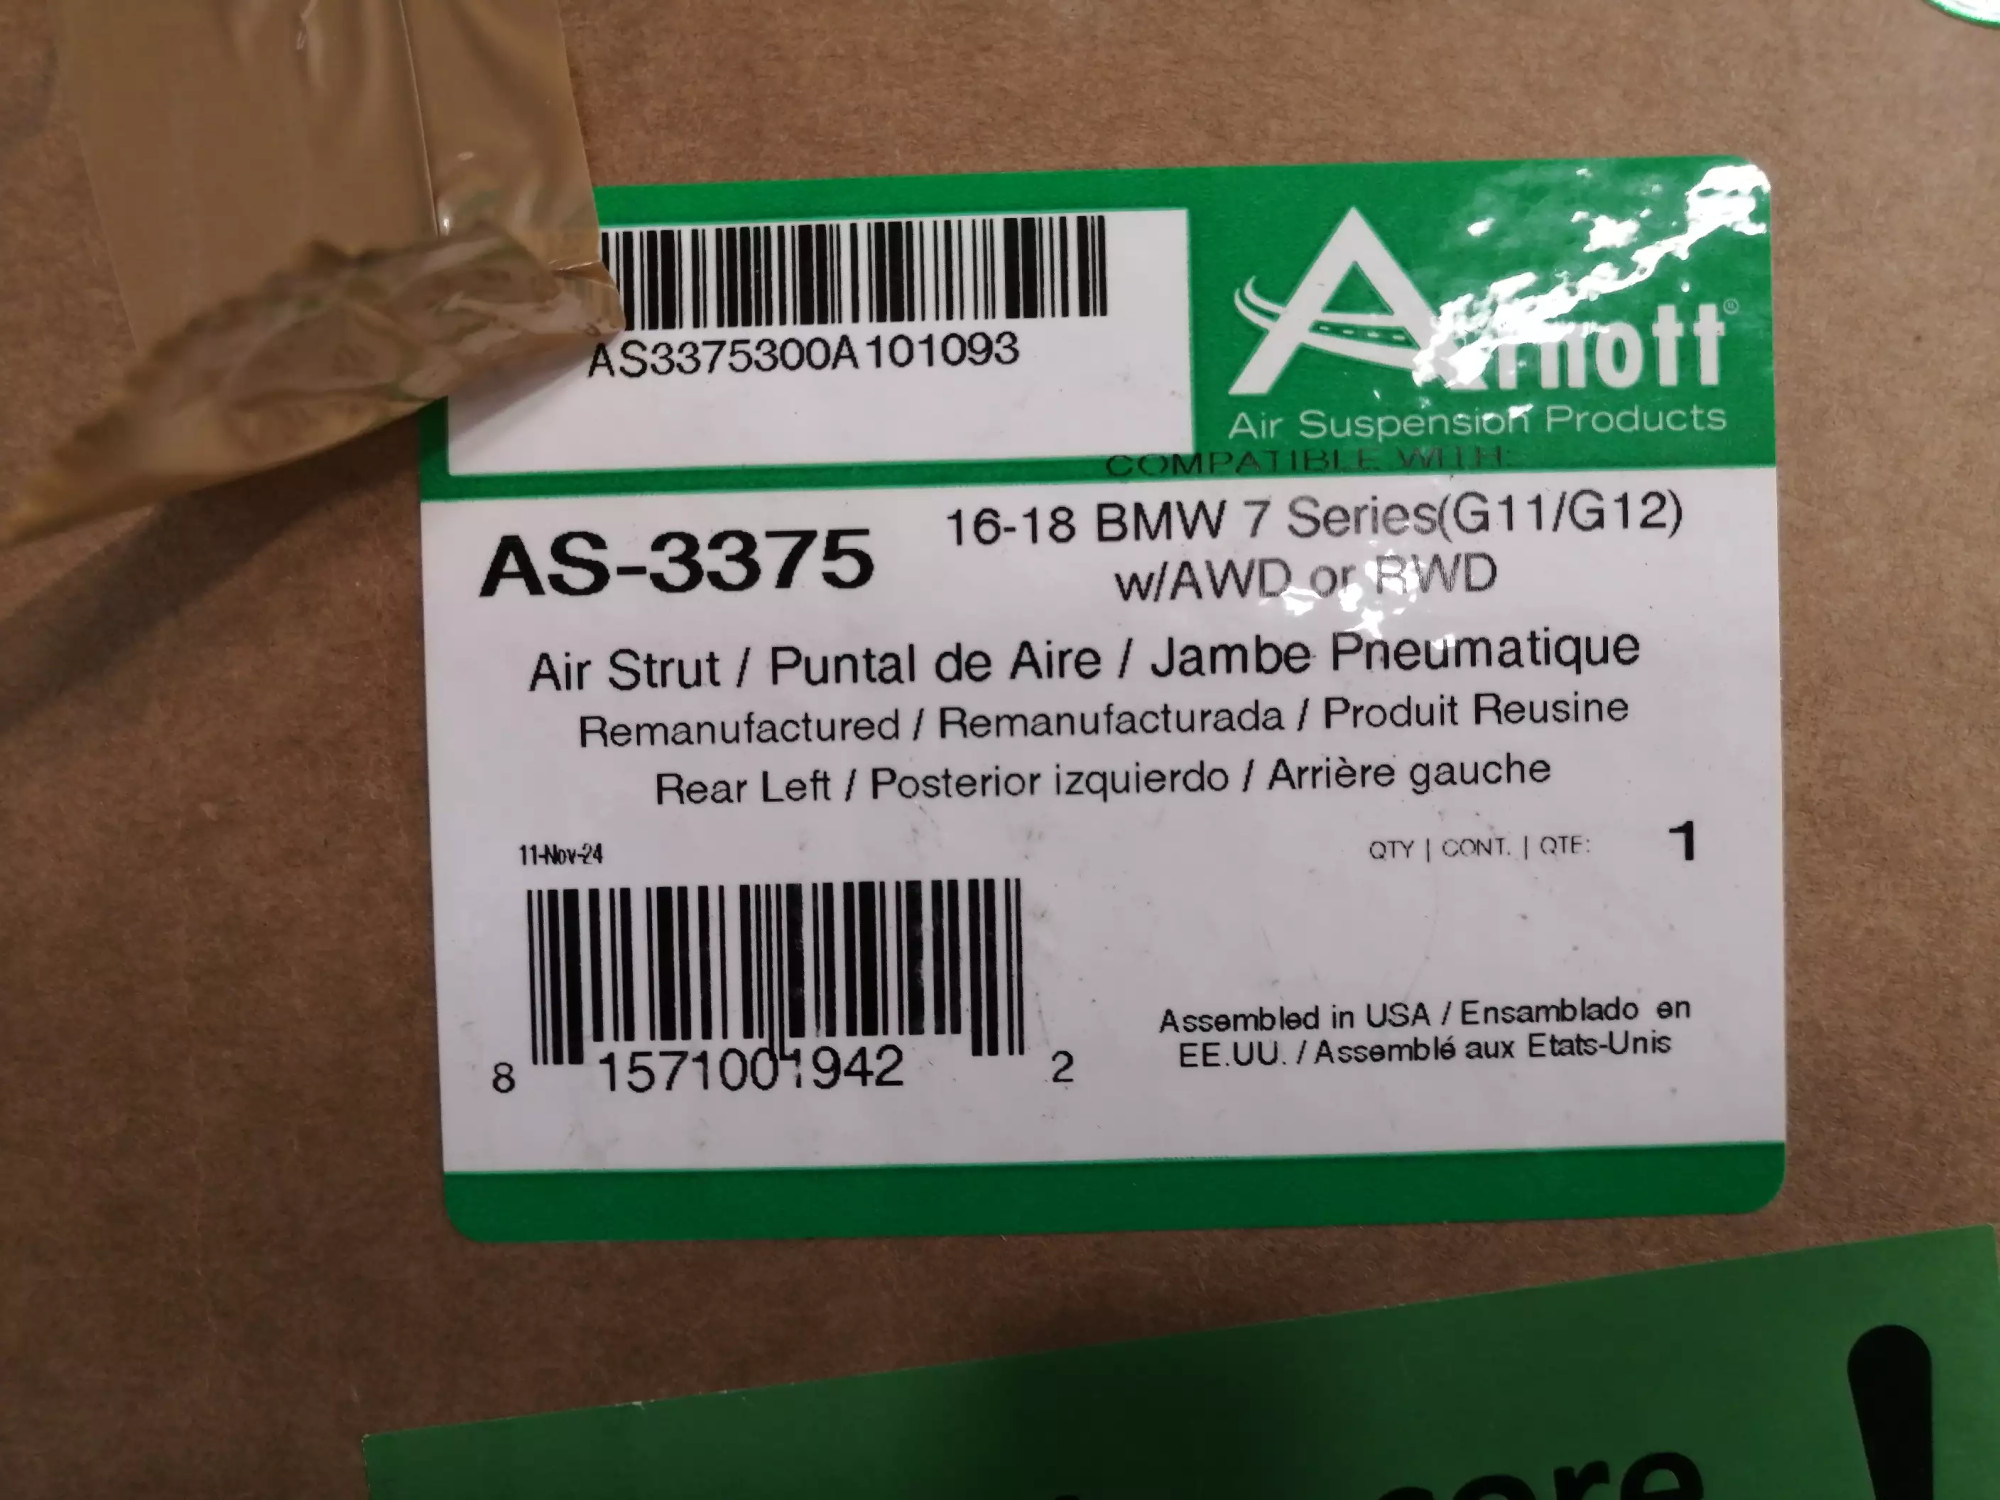 AS3375300A101093
Arnott®
Air Suspension Products
COMPATIBLE WITH:
AS-3375
16-18 BMW 7 Series(G11/G12)
w/AWD or RWD
Air Strut / Puntal de Aire / Jambe Pneumatique
Remanufactured / Remanufacturada / Produit Reusine
Rear Left / Posterior izquierdo / Arrière gauche
11-Nov-24
QTY | CONT. | QTE: 1
8 1571001942 2
Assembled in USA / Ensamblado en
EE.UU. / Assemblé aux Etats-Unis